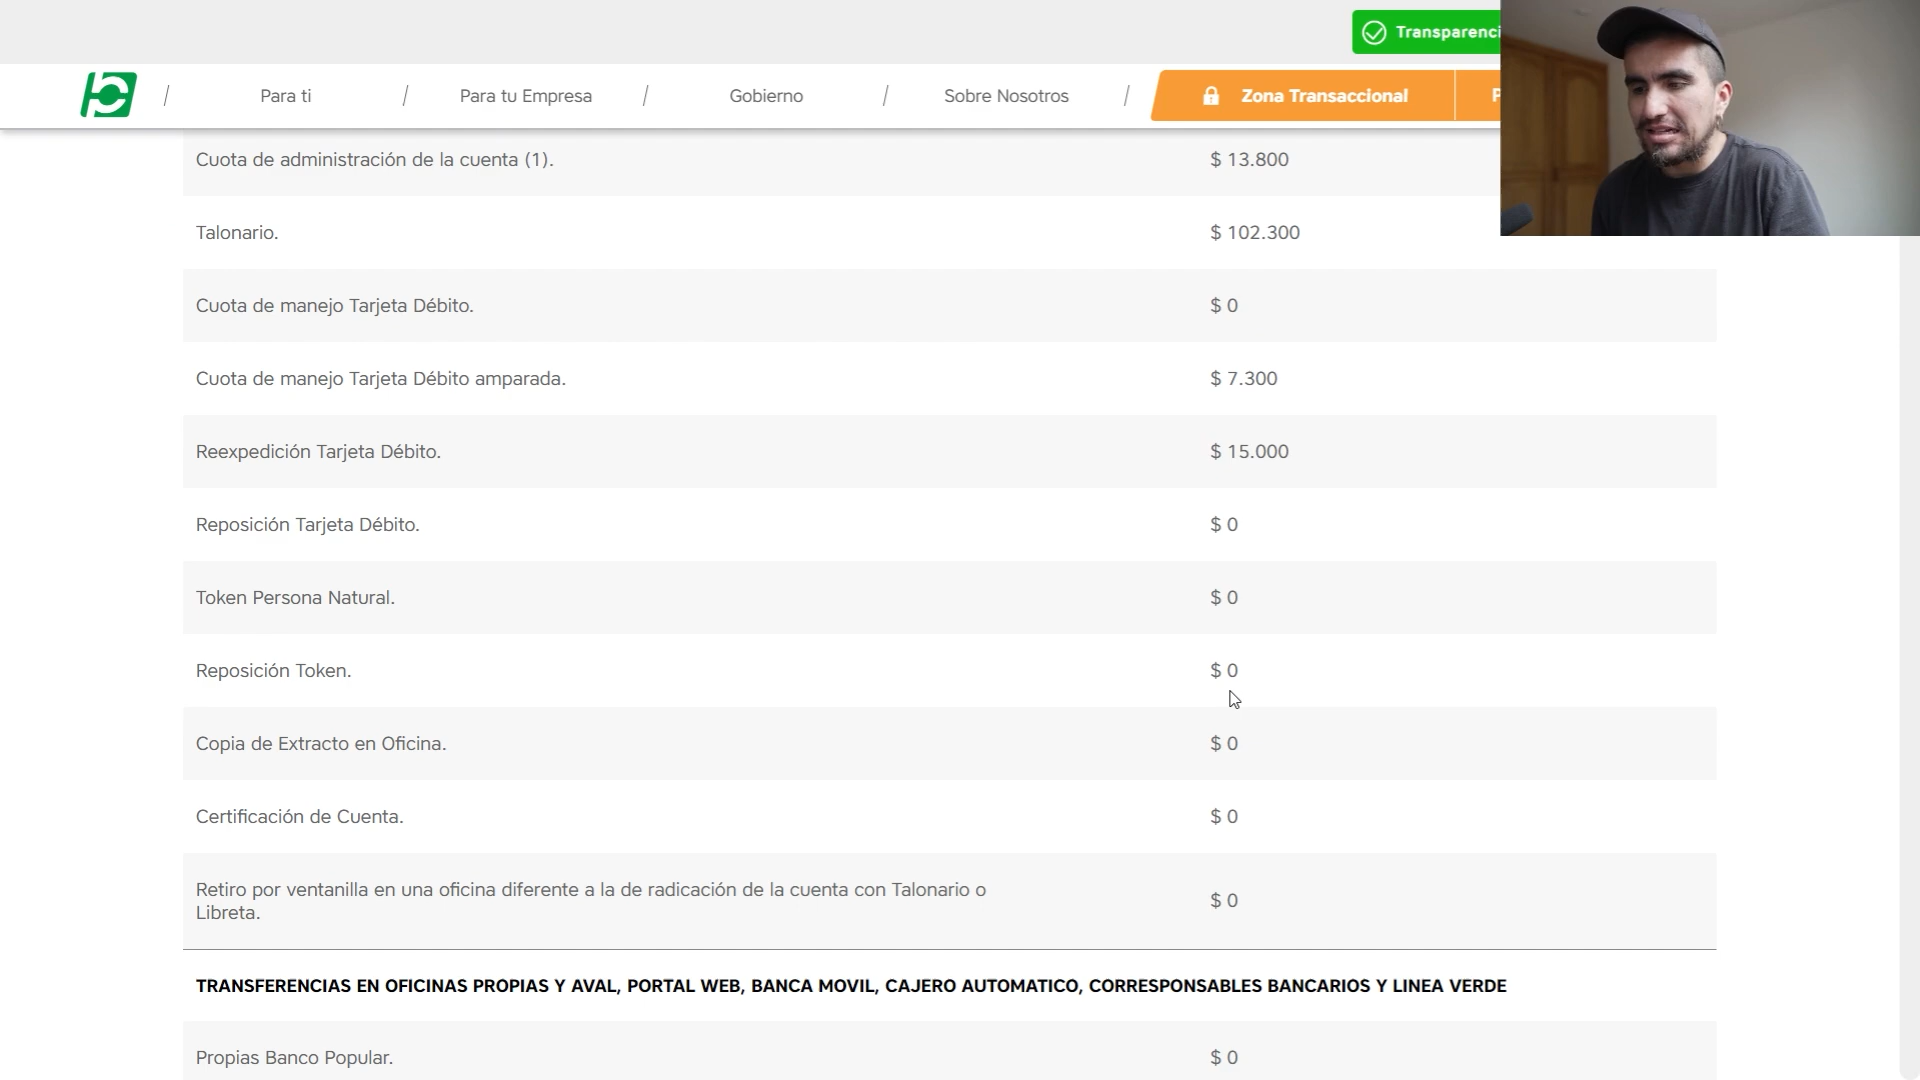 Transparenci
/ Para ti / Para tu Empresa / Gobierno / Sobre Nosotros / Zona Transaccional P
Cuota de administración de la cuenta (1). $ 13.800
Talonario. $ 102.300
Cuota de manejo Tarjeta Débito. $ 0
Cuota de manejo Tarjeta Débito amparada. $ 7.300
Reexpedición Tarjeta Débito. $ 15.000
Reposición Tarjeta Débito. $ 0
Token Persona Natural. $ 0
Reposición Token. $ 0
Copia de Extracto en Oficina. $ 0
Certificación de Cuenta. $ 0
Retiro por ventanilla en una oficina diferente a la de radicación de la cuenta con Talonario o
Libreta. $ 0
TRANSFERENCIAS EN OFICINAS PROPIAS Y AVAL, PORTAL WEB, BANCA MOVIL, CAJERO AUTOMATICO, CORRESPONSABLES BANCARIOS Y LINEA VERDE
Propias Banco Popular. $ 0